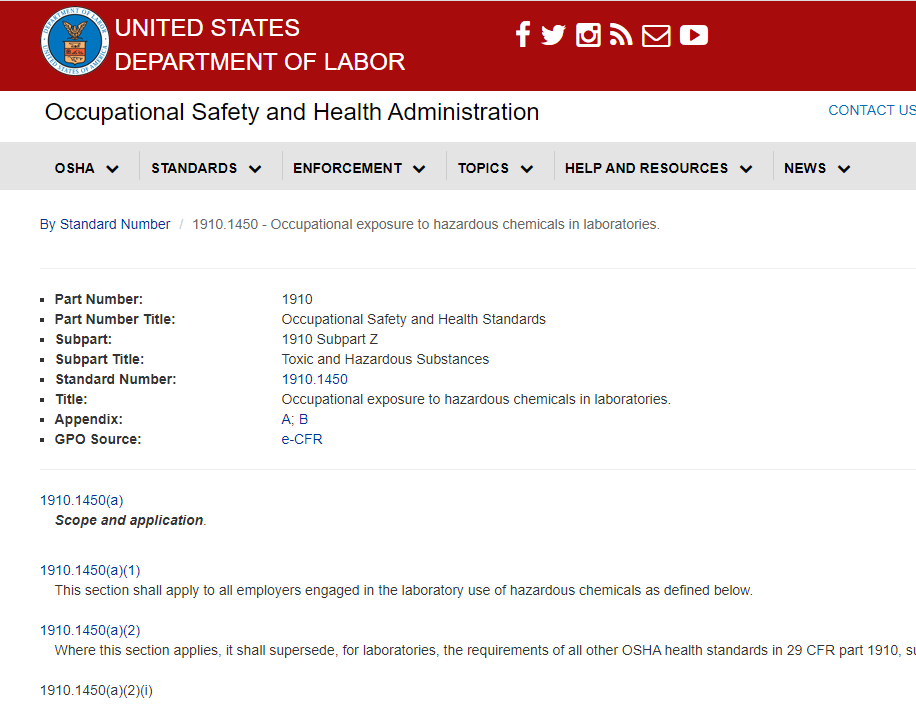 UNITED STATES
DEPARTMENT OF LABOR
Occupational Safety and Health Administration
CONTACT US
OSHA
STANDARDS
ENFORCEMENT
TOPICS
HELP AND RESOURCES
NEWS
By Standard Number / 1910.1450 - Occupational exposure to hazardous chemicals in laboratories.
Part Number: 1910
Part Number Title: Occupational Safety and Health Standards
Subpart: 1910 Subpart Z
Subpart Title: Toxic and Hazardous Substances
Standard Number: 1910.1450
Title: Occupational exposure to hazardous chemicals in laboratories.
Appendix: A; B
GPO Source: e-CFR
1910.1450(a)
Scope and application.
1910.1450(a)(1)
This section shall apply to all employers engaged in the laboratory use of hazardous chemicals as defined below.
1910.1450(a)(2)
Where this section applies, it shall supersede, for laboratories, the requirements of all other OSHA health standards in 29 CFR part 1910,
1910.1450(a)(2)(i)